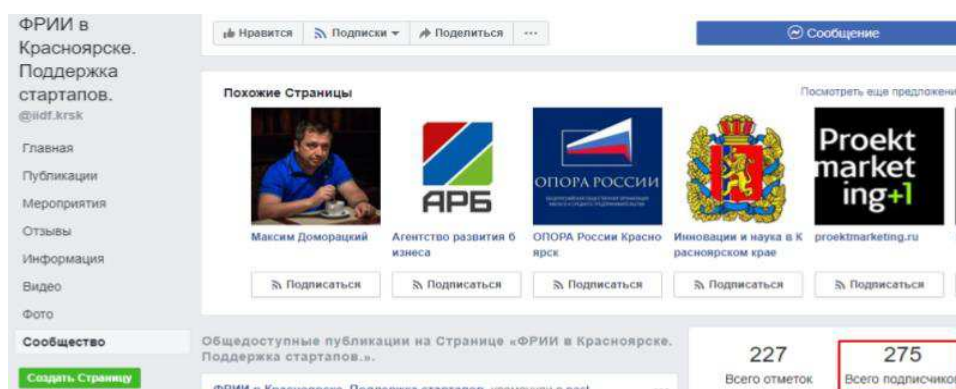 ФРИИ в
Красноярске.
Поддержка
стартапов.
@iidf.krsk
Главная
Публикации
Мероприятия
Отзывы
Информация
Видео
Фото
Сообщество
Создать Страницу
Нравится
Подписки
Поделиться
Сообщение
Похожие Страницы
Посмотреть еще предложени
АРБ
ОПОРА РОССИИ
Proekt
market
ing+1
Максим Доморацкий
Агентство развития б
изнеса
ОПОРА России Красно
ярск
Инновации и наука в К
расноярском крае
proektmarketing.ru
Подписаться
Подписаться
Подписаться
Подписаться
Подписаться
Общедоступные публикации на Странице «ФРИИ в Красноярске.
Поддержка стартапов.».
227
Всего отметок
275
Всего подписчиков